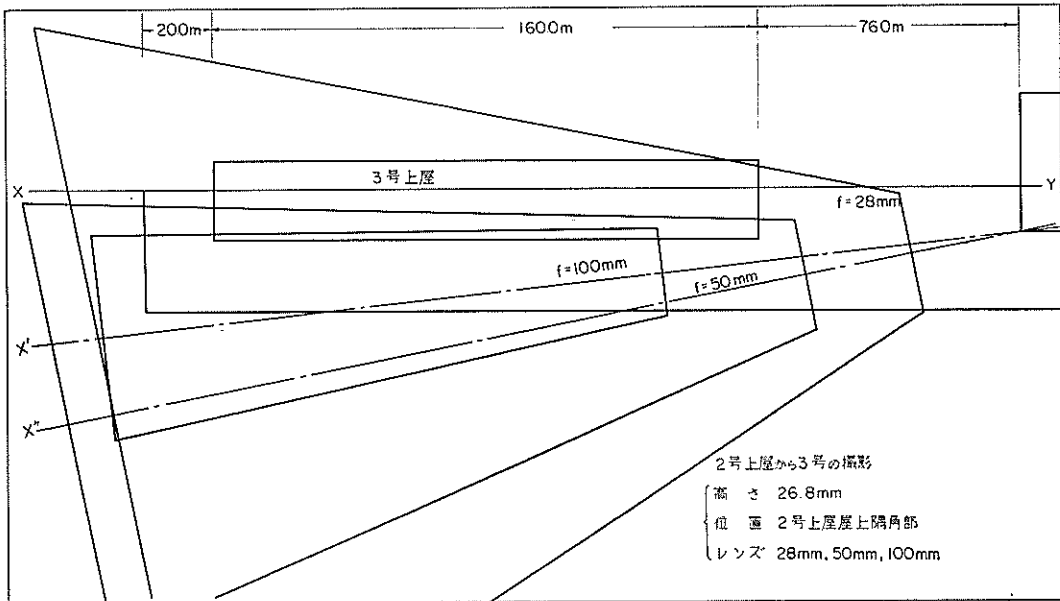 200m
1600m
760m
3号上屋
X
Y
f=28mm
f=100mm
f=50mm
X'
X"
2号上屋から3号の撮影
高さ 26.8mm
位置 2号上屋屋上隅角部
レンズ 28mm, 50mm, 100mm